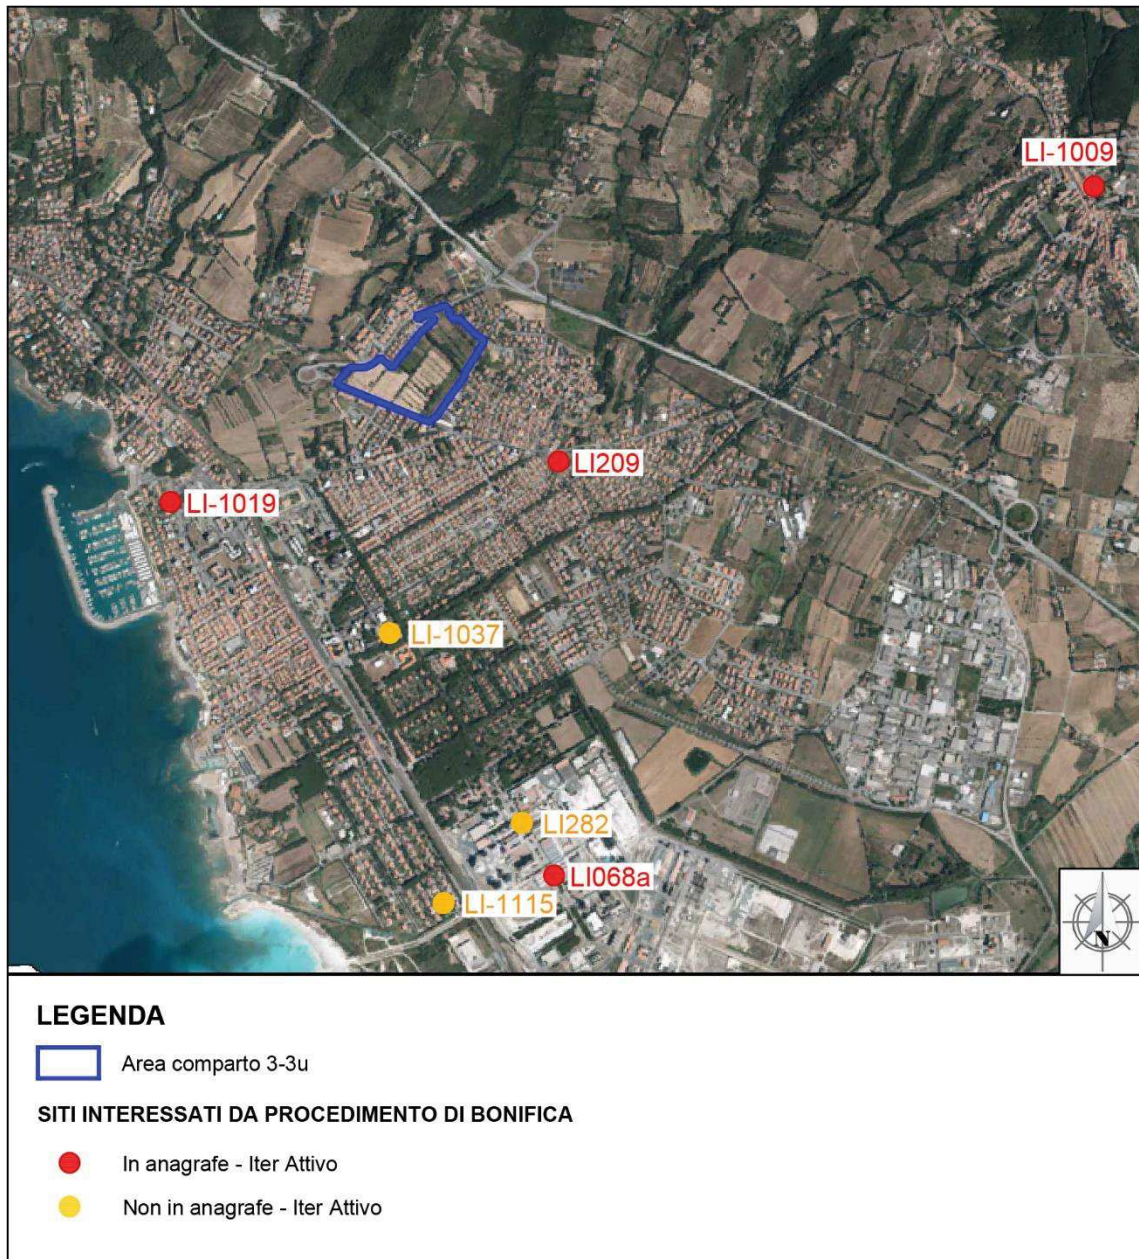 LI-1009
LI209
LI-1019
LI-1037
LI282
LI068a
LI-1115
N
LEGENDA
Area comparto 3-3u
SITI INTERESSATI DA PROCEDIMENTO DI BONIFICA
In anagrafe - Iter Attivo
Non in anagrafe - Iter Attivo